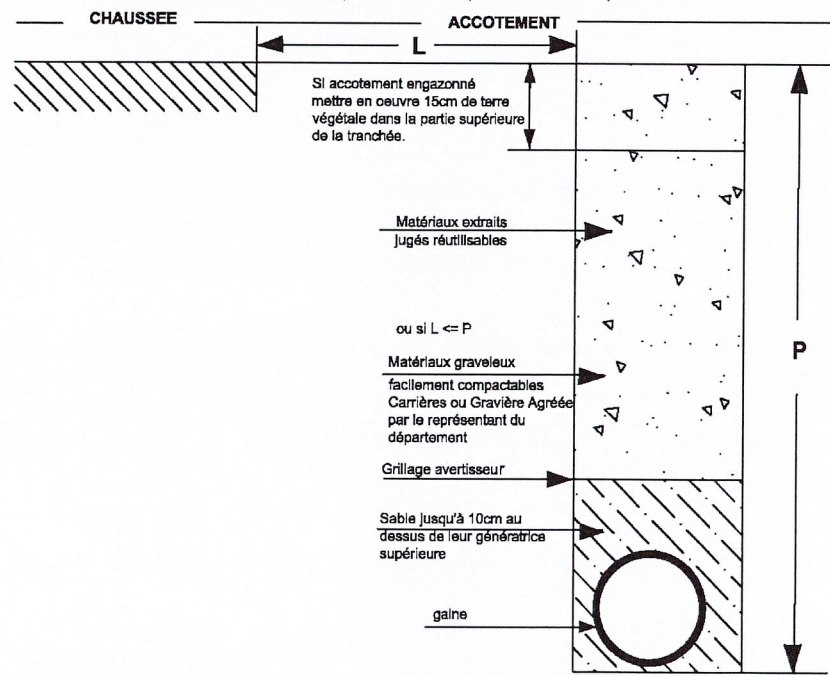 CHAUSSEE
ACCOTEMENT
L
Si accotement engazonné
mettre en oeuvre 15cm de terre
végétale dans la partie supérieure
de la tranchée.
Matériaux extraits
jugés réutilisables
ou si L <= P
P
Matériaux graveleux
facilement compactables
Carrières ou Gravière Agréée
par le représentant du
département
Grillage avertisseur
Sable jusqu'à 10cm au
dessus de leur génératrice
supérieure
gaine